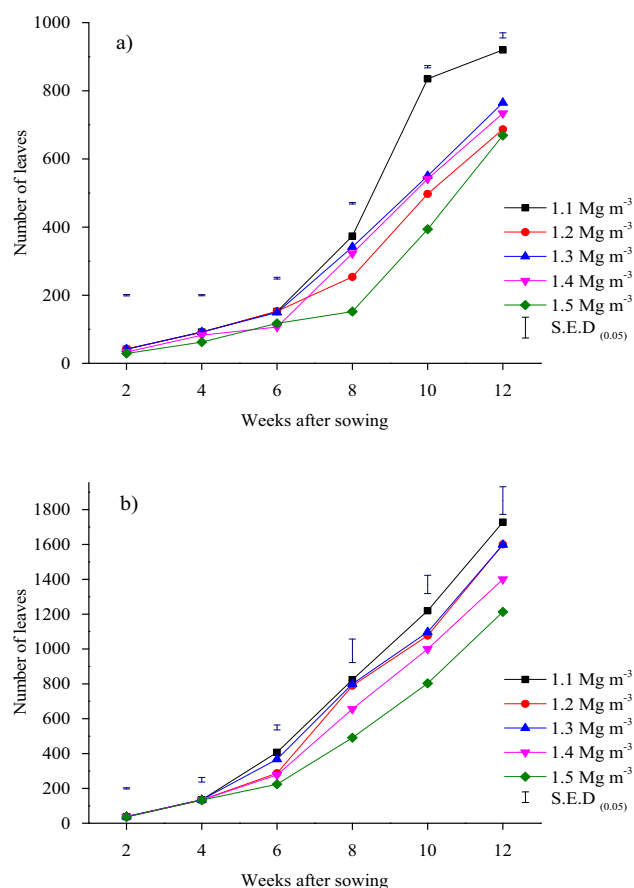 a)
1000
800
600
400
200
0
Number of leaves
2 4 6 8 10 12
Weeks after sowing
1.1 Mg m-3
1.2 Mg m-3
1.3 Mg m-3
1.4 Mg m-3
1.5 Mg m-3
S.E.D (0.05)
b)
1800
1600
1400
1200
1000
800
600
400
200
0
Number of leaves
2 4 6 8 10 12
Weeks after sowing
1.1 Mg m-3
1.2 Mg m-3
1.3 Mg m-3
1.4 Mg m-3
1.5 Mg m-3
S.E.D (0.05)